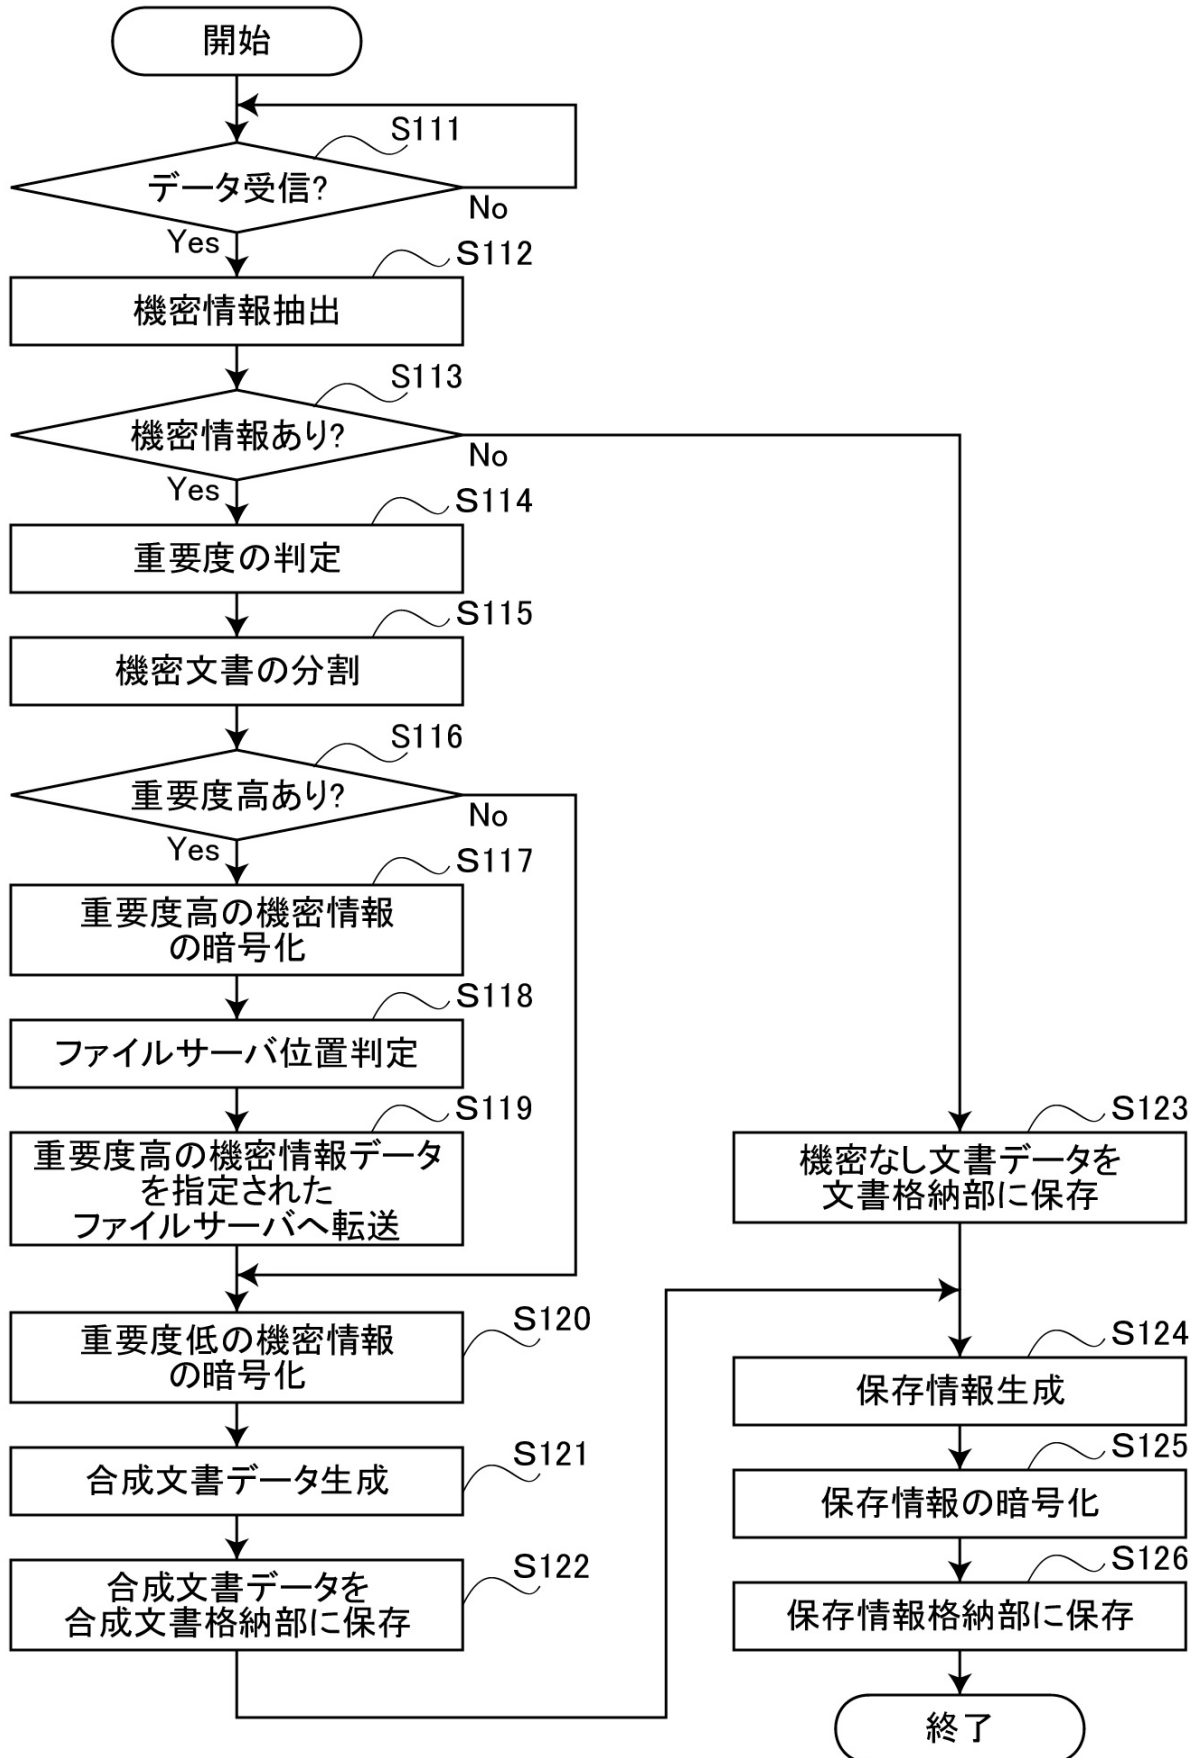 開始
S111
データ受信?
No
Yes
S112
機密情報抽出
S113
機密情報あり?
No
Yes
S114
重要度の判定
S115
機密文書の分割
S116
重要度高あり?
No
Yes
S117
重要度高の機密情報
の暗号化
S118
ファイルサーバ位置判定
S119
重要度高の機密情報データ
を指定された
ファイルサーバへ転送
S120
重要度低の機密情報
の暗号化
S121
合成文書データ生成
S122
合成文書データを
合成文書格納部に保存
S123
機密なし文書データを
文書格納部に保存
S124
保存情報生成
S125
保存情報の暗号化
S126
保存情報格納部に保存
終了